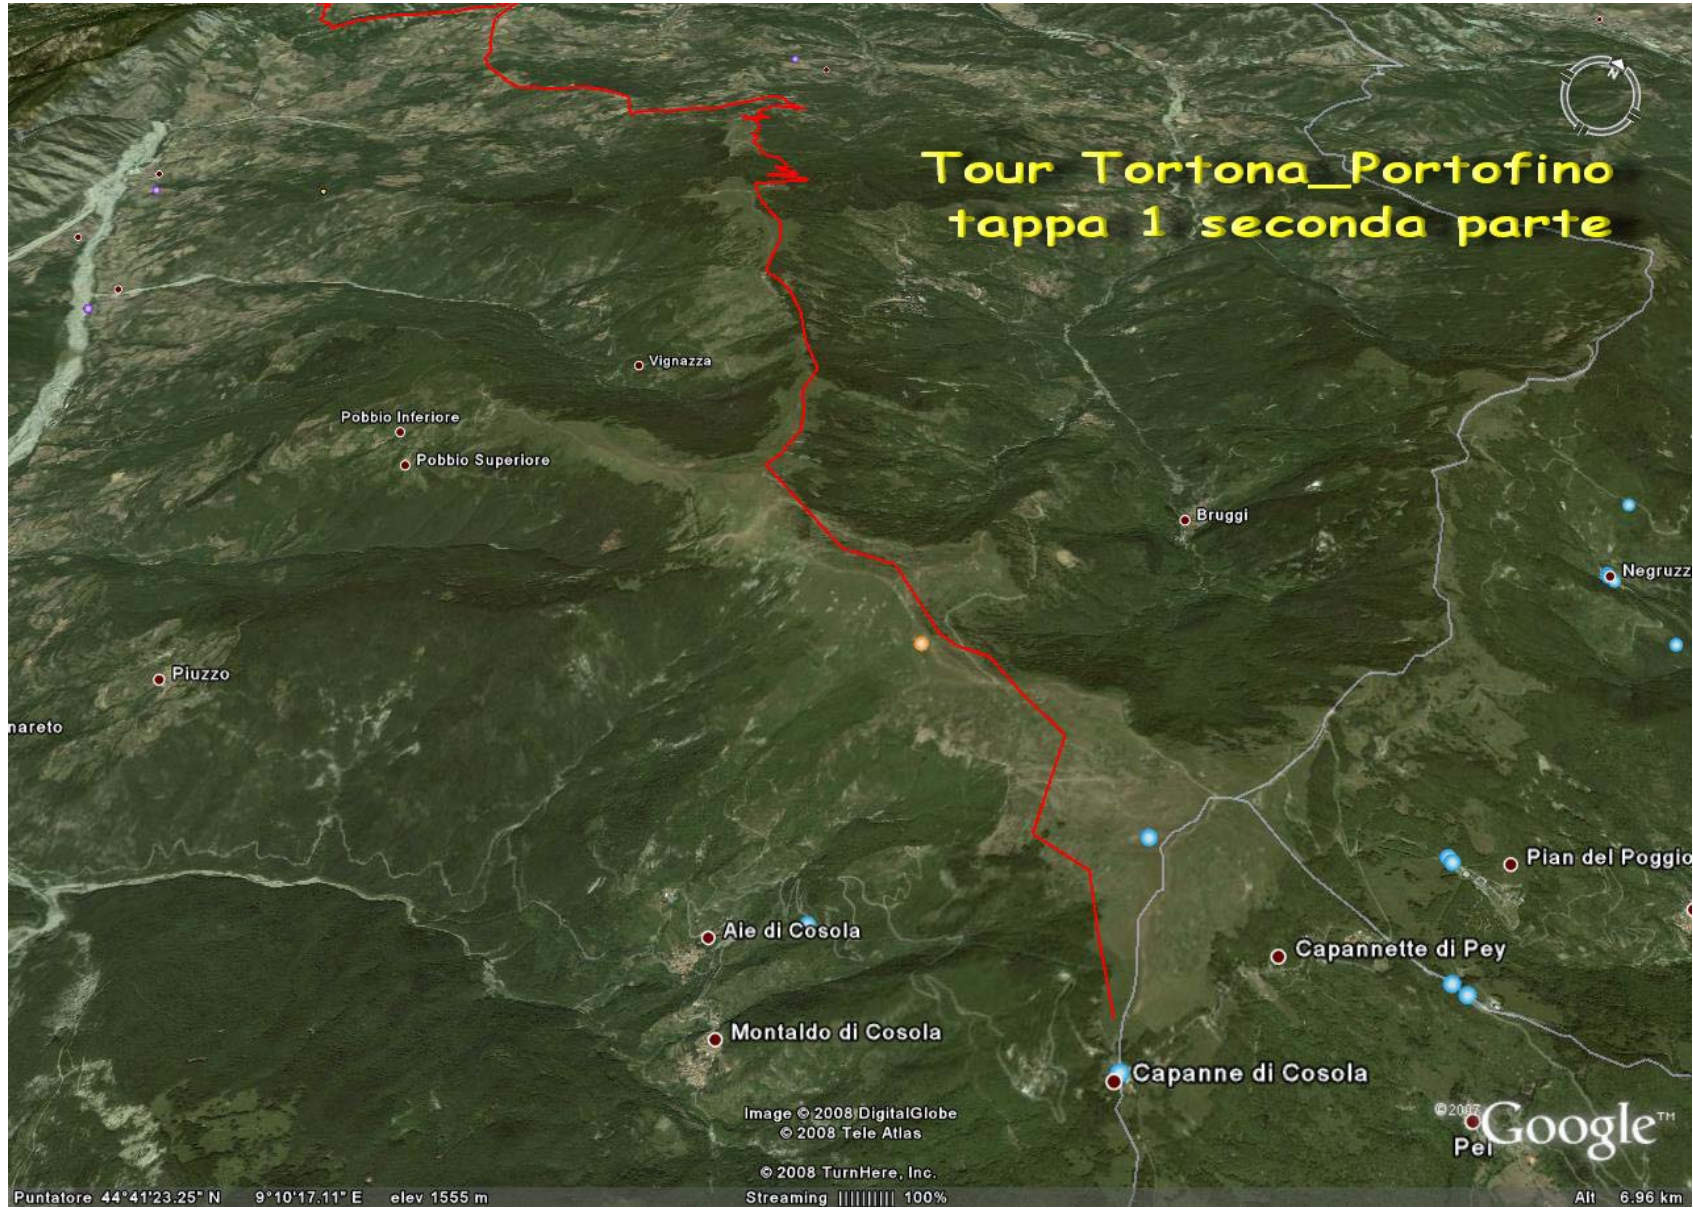 N
Tour Tortona_Portofino
tappa 1 seconda parte
Vignazza
Pobbio Inferiore
Pobbio Superiore
Bruggi
Negruzz
Piuzzo
nareto
Pian del Poggio
Aie di Cosola
Capannette di Pey
Montaldo di Cosola
Capanne di Cosola
Image © 2008 DigitalGlobe
© 2008 Tele Atlas
© 2007
Google™
Pei
© 2008 TurnHere, Inc.
Puntatore 44°41'23.25" N 9°10'17.11" E elev 1555 m Streaming |||||||||| 100% Alt 6.96 km